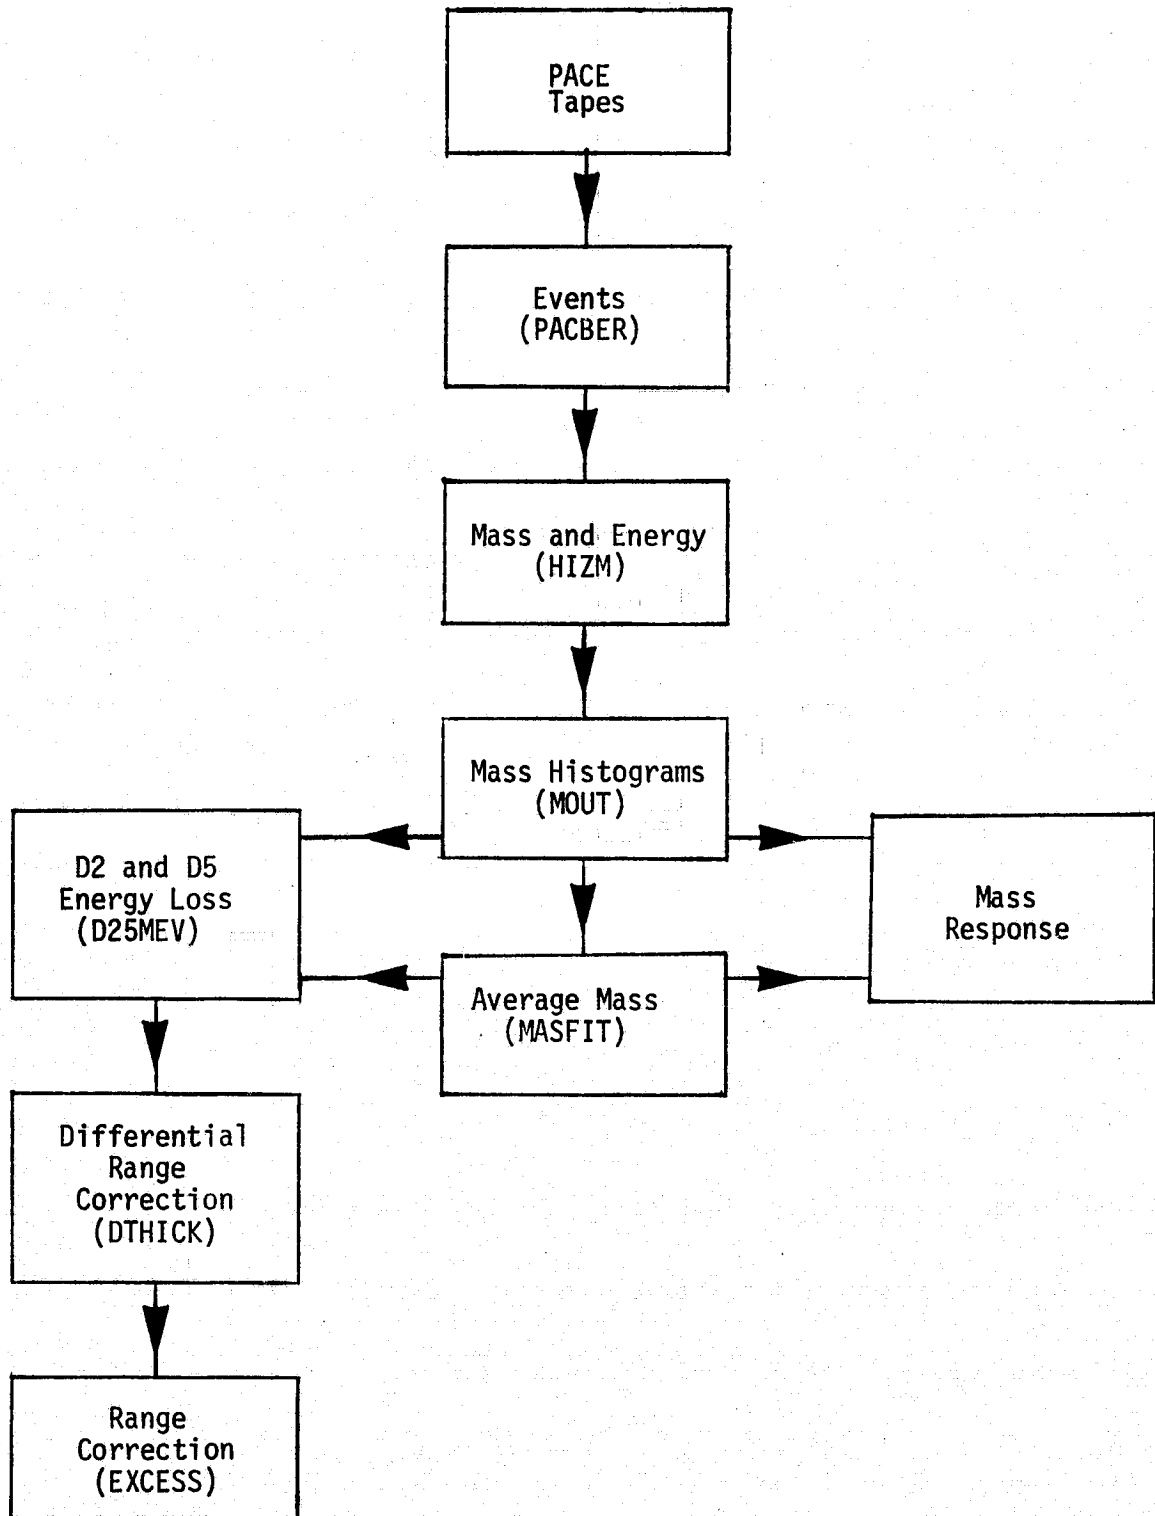 PACE
Tapes
Events
(PACBER)
Mass and Energy
(HIZM)
Mass Histograms
(MOUT)
D2 and D5
Energy Loss
(D25MEV)
Mass
Response
Average Mass
(MASFIT)
Differential
Range
Correction
(DTHICK)
Range
Correction
(EXCESS)